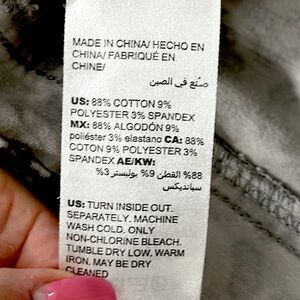 MADE IN CHINA/ HECHO EN
CHINA/ FABRIQUÉ EN
CHINE/
صنّع في الصين
US: 88% COTTON 9%
POLYESTER 3% SPANDEX
MX: 88% ALGODÓN 9%
poliéster 3% elastano CA: 88%
COTON 9% POLYESTER 3%
SPANDEX AE/KW:
88% القطن 9% بوليستر 3%
سباندیكس
US: TURN INSIDE OUT.
SEPARATELY. MACHINE
WASH COLD. ONLY
NON-CHLORINE BLEACH.
TUMBLE DRY LOW. WARM
IRON. MAY BE DRY
CLEANED